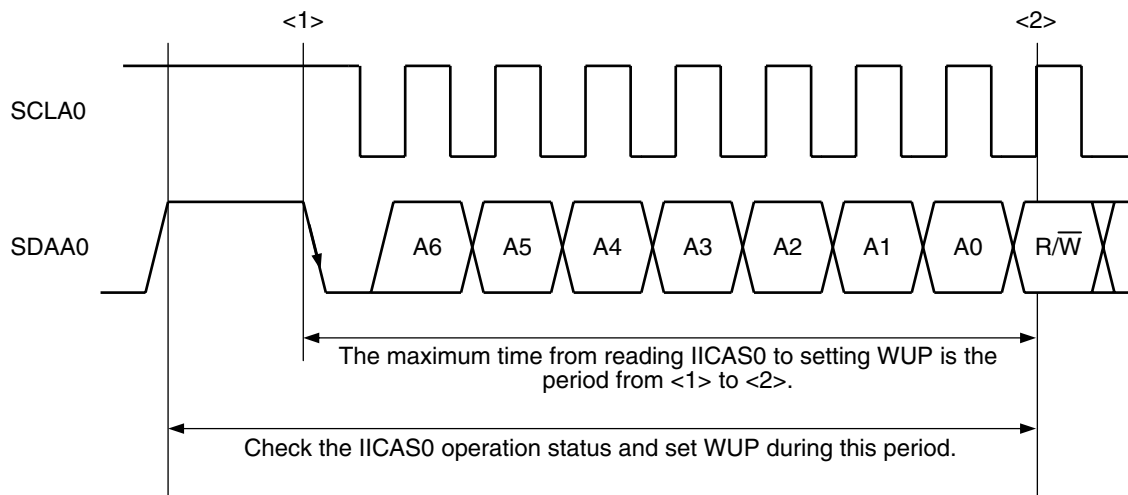 <1> <2>
SCLA0
SDAA0 A6 A5 A4 A3 A2 A1 A0 R/W̅
The maximum time from reading IICAS0 to setting WUP is the
period from <1> to <2>.
Check the IICAS0 operation status and set WUP during this period.